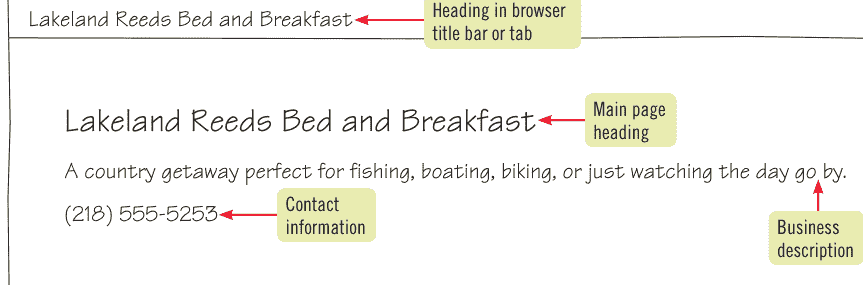 Lakeland Reeds Bed and Breakfast
Heading in browser
title bar or tab
Lakeland Reeds Bed and Breakfast
Main page
heading
A country getaway perfect for fishing, boating, biking, or just watching the day go by.
(218) 555-5253
Contact
information
Business
description